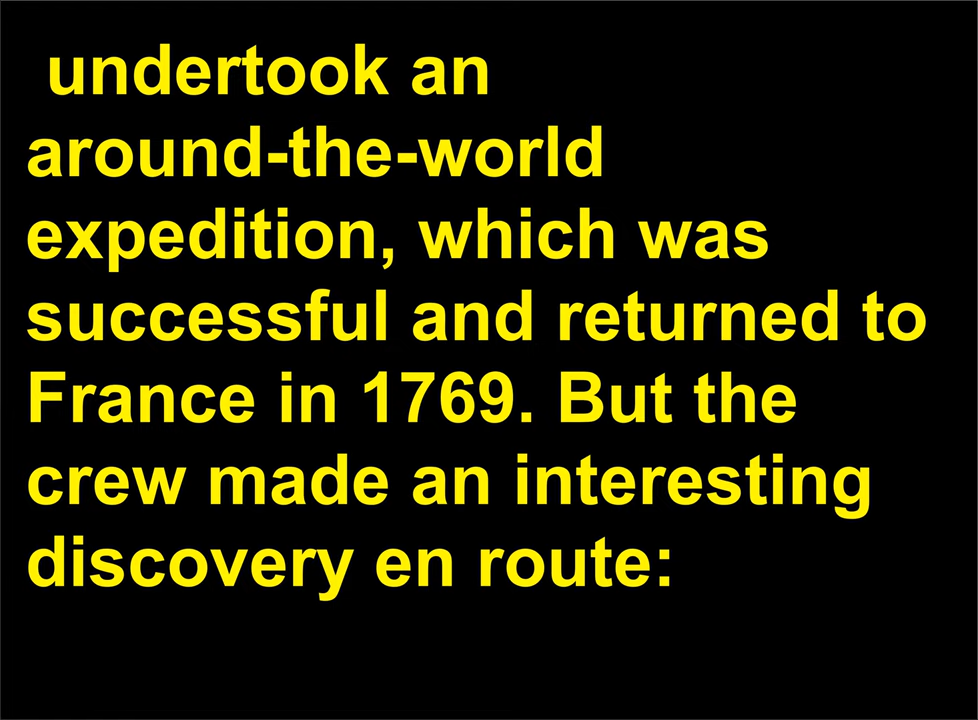 undertook an
around-the-world
expedition, which was
successful and returned to
France in 1769. But the
crew made an interesting
discovery en route: